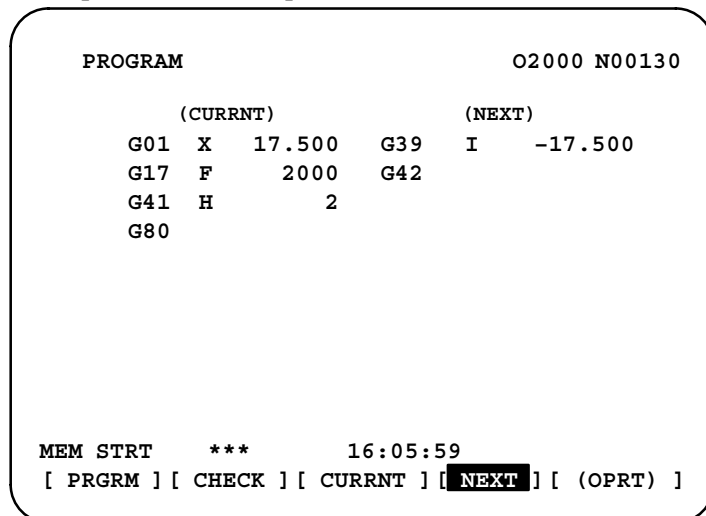 PROGRAM O2000 N00130
(CURRNT) (NEXT)
G01 X 17.500 G39 I −17.500
G17 F 2000 G42
G41 H 2
G80
MEM STRT *** 16:05:59
[ PRGRM ] [ CHECK ] [ CURRNT ] [ NEXT ] [ (OPRT) ]